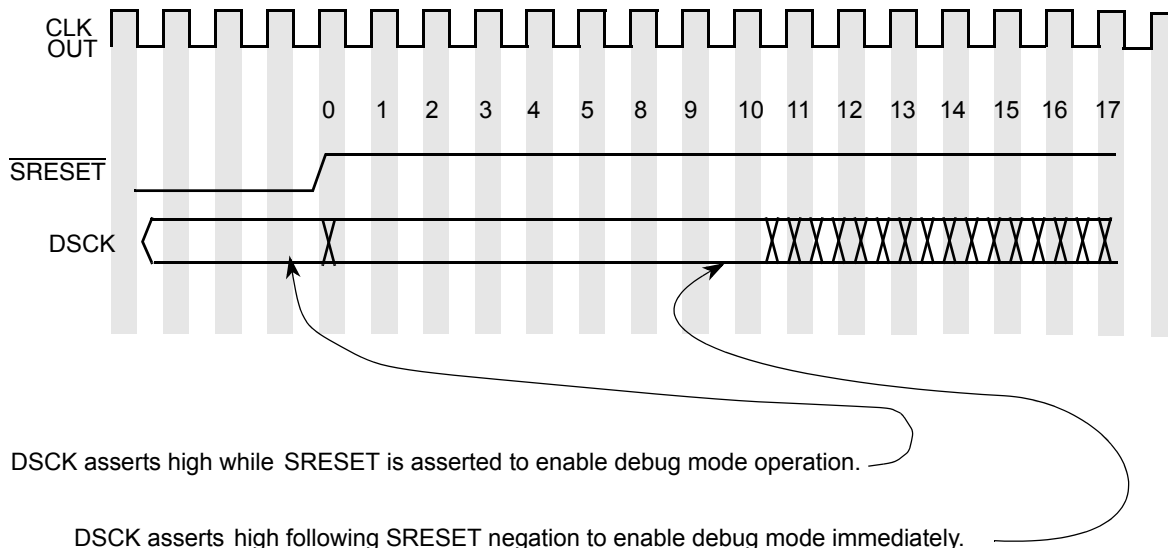 CLK
OUT
0 1 2 3 4 5 8 9 10 11 12 13 14 15 16 17
SRESET
DSCK
DSCK asserts high while SRESET is asserted to enable debug mode operation.
DSCK asserts high following SRESET negation to enable debug mode immediately.